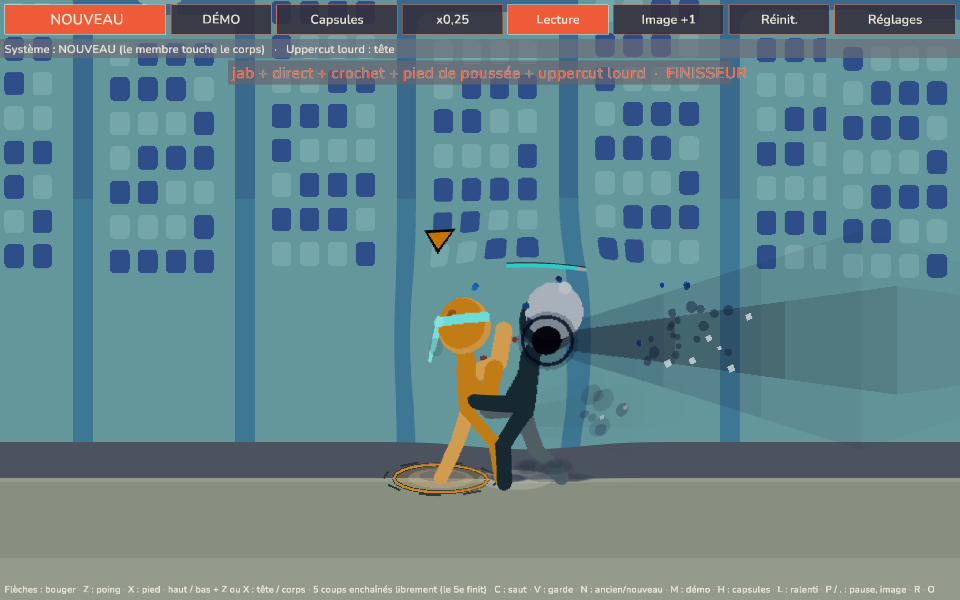 NOUVEAU DÉMO Capsules x0,25 Lecture Image +1 Réinit. Réglages
Système : NOUVEAU (le membre touche le corps) · Uppercut lourd : tête
jab + direct + crochet + pied de poussée + uppercut lourd · FINISSEUR
Flèches : bouger Z : poing X : pied haut / bas + Z ou X : tête / corps 5 coups enchaînés librement (le 5e finit) C : saut V : garde N : ancien/nouveau M : démo H : capsules L : ralenti P / . : pause, image R O